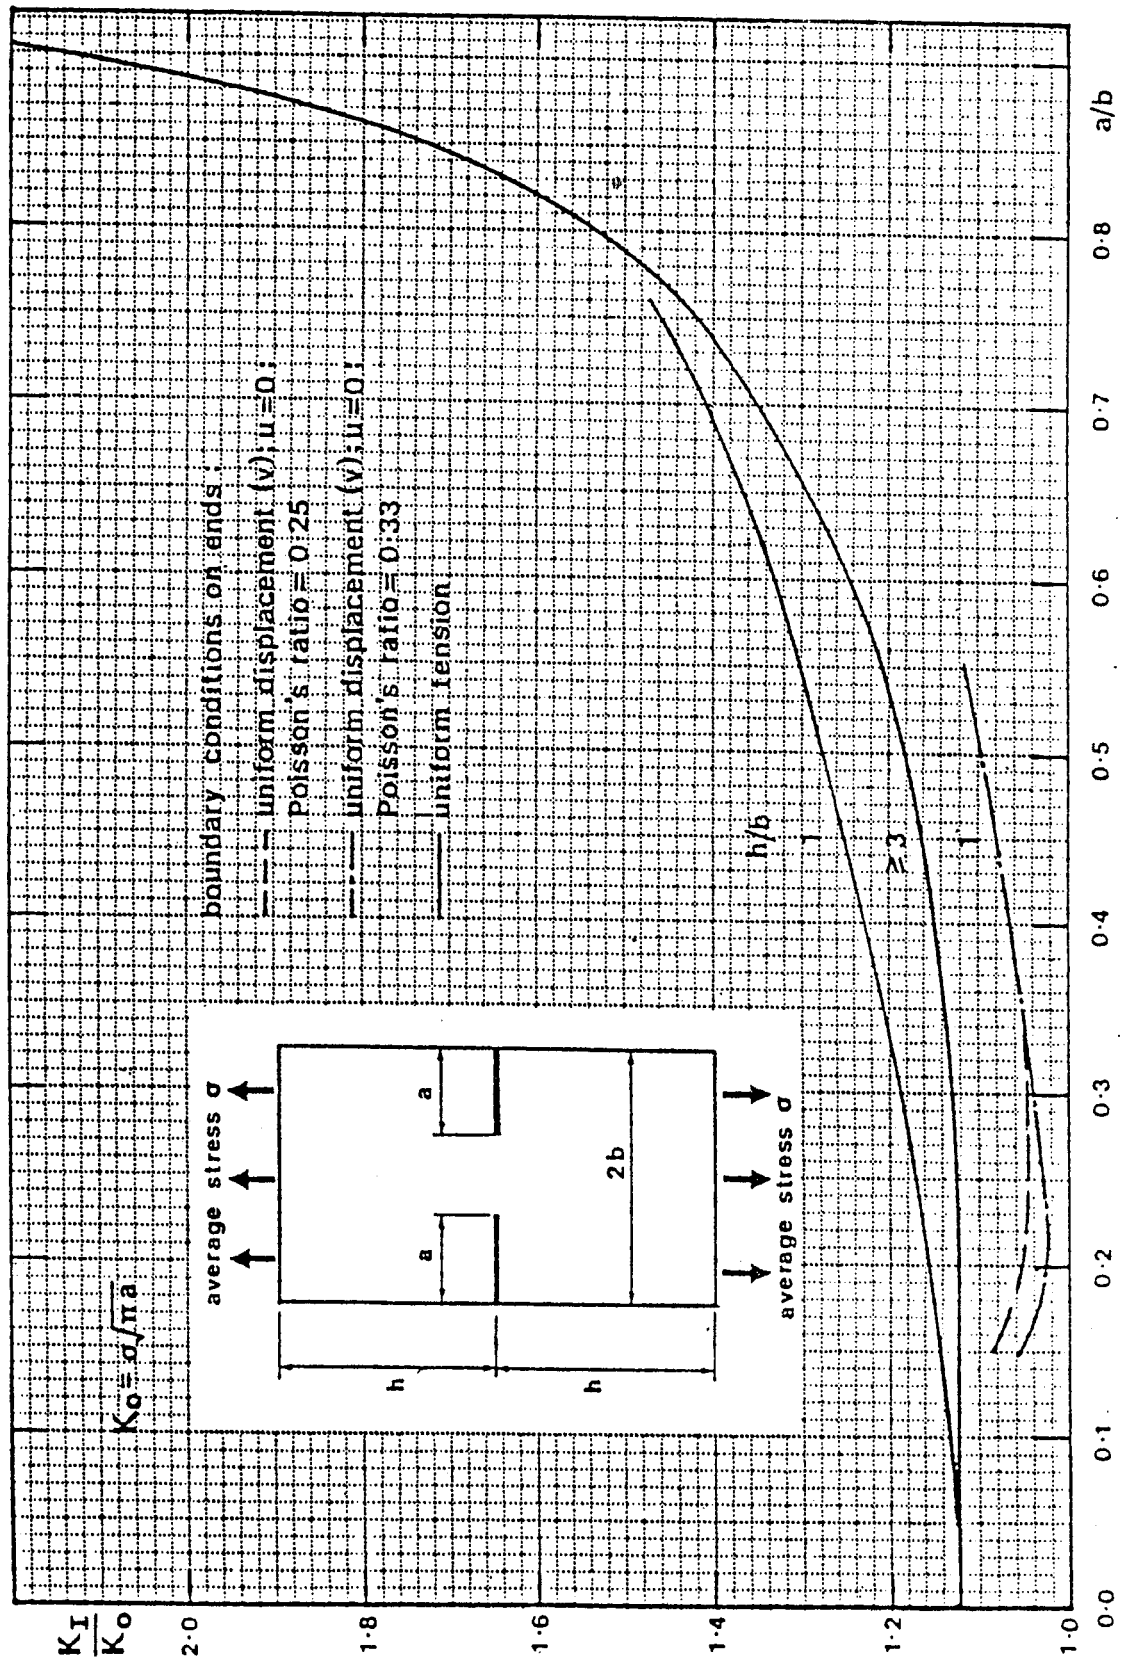 K_I
K_0
K_0 = σ√πa
2·0
1·8
1·6
1·4
1·2
1·0
0·0
0·1
0·2
0·3
0·4
0·5
0·6
0·7
0·8
a/b
boundary conditions on ends:
uniform displacement (v); u=0;
Poisson's ratio = 0·25
uniform displacement (v); u=0;
Poisson's ratio = 0·33
uniform tension
h/b
1
≥3
1
average stress σ
a
a
2b
h
h
average stress σ